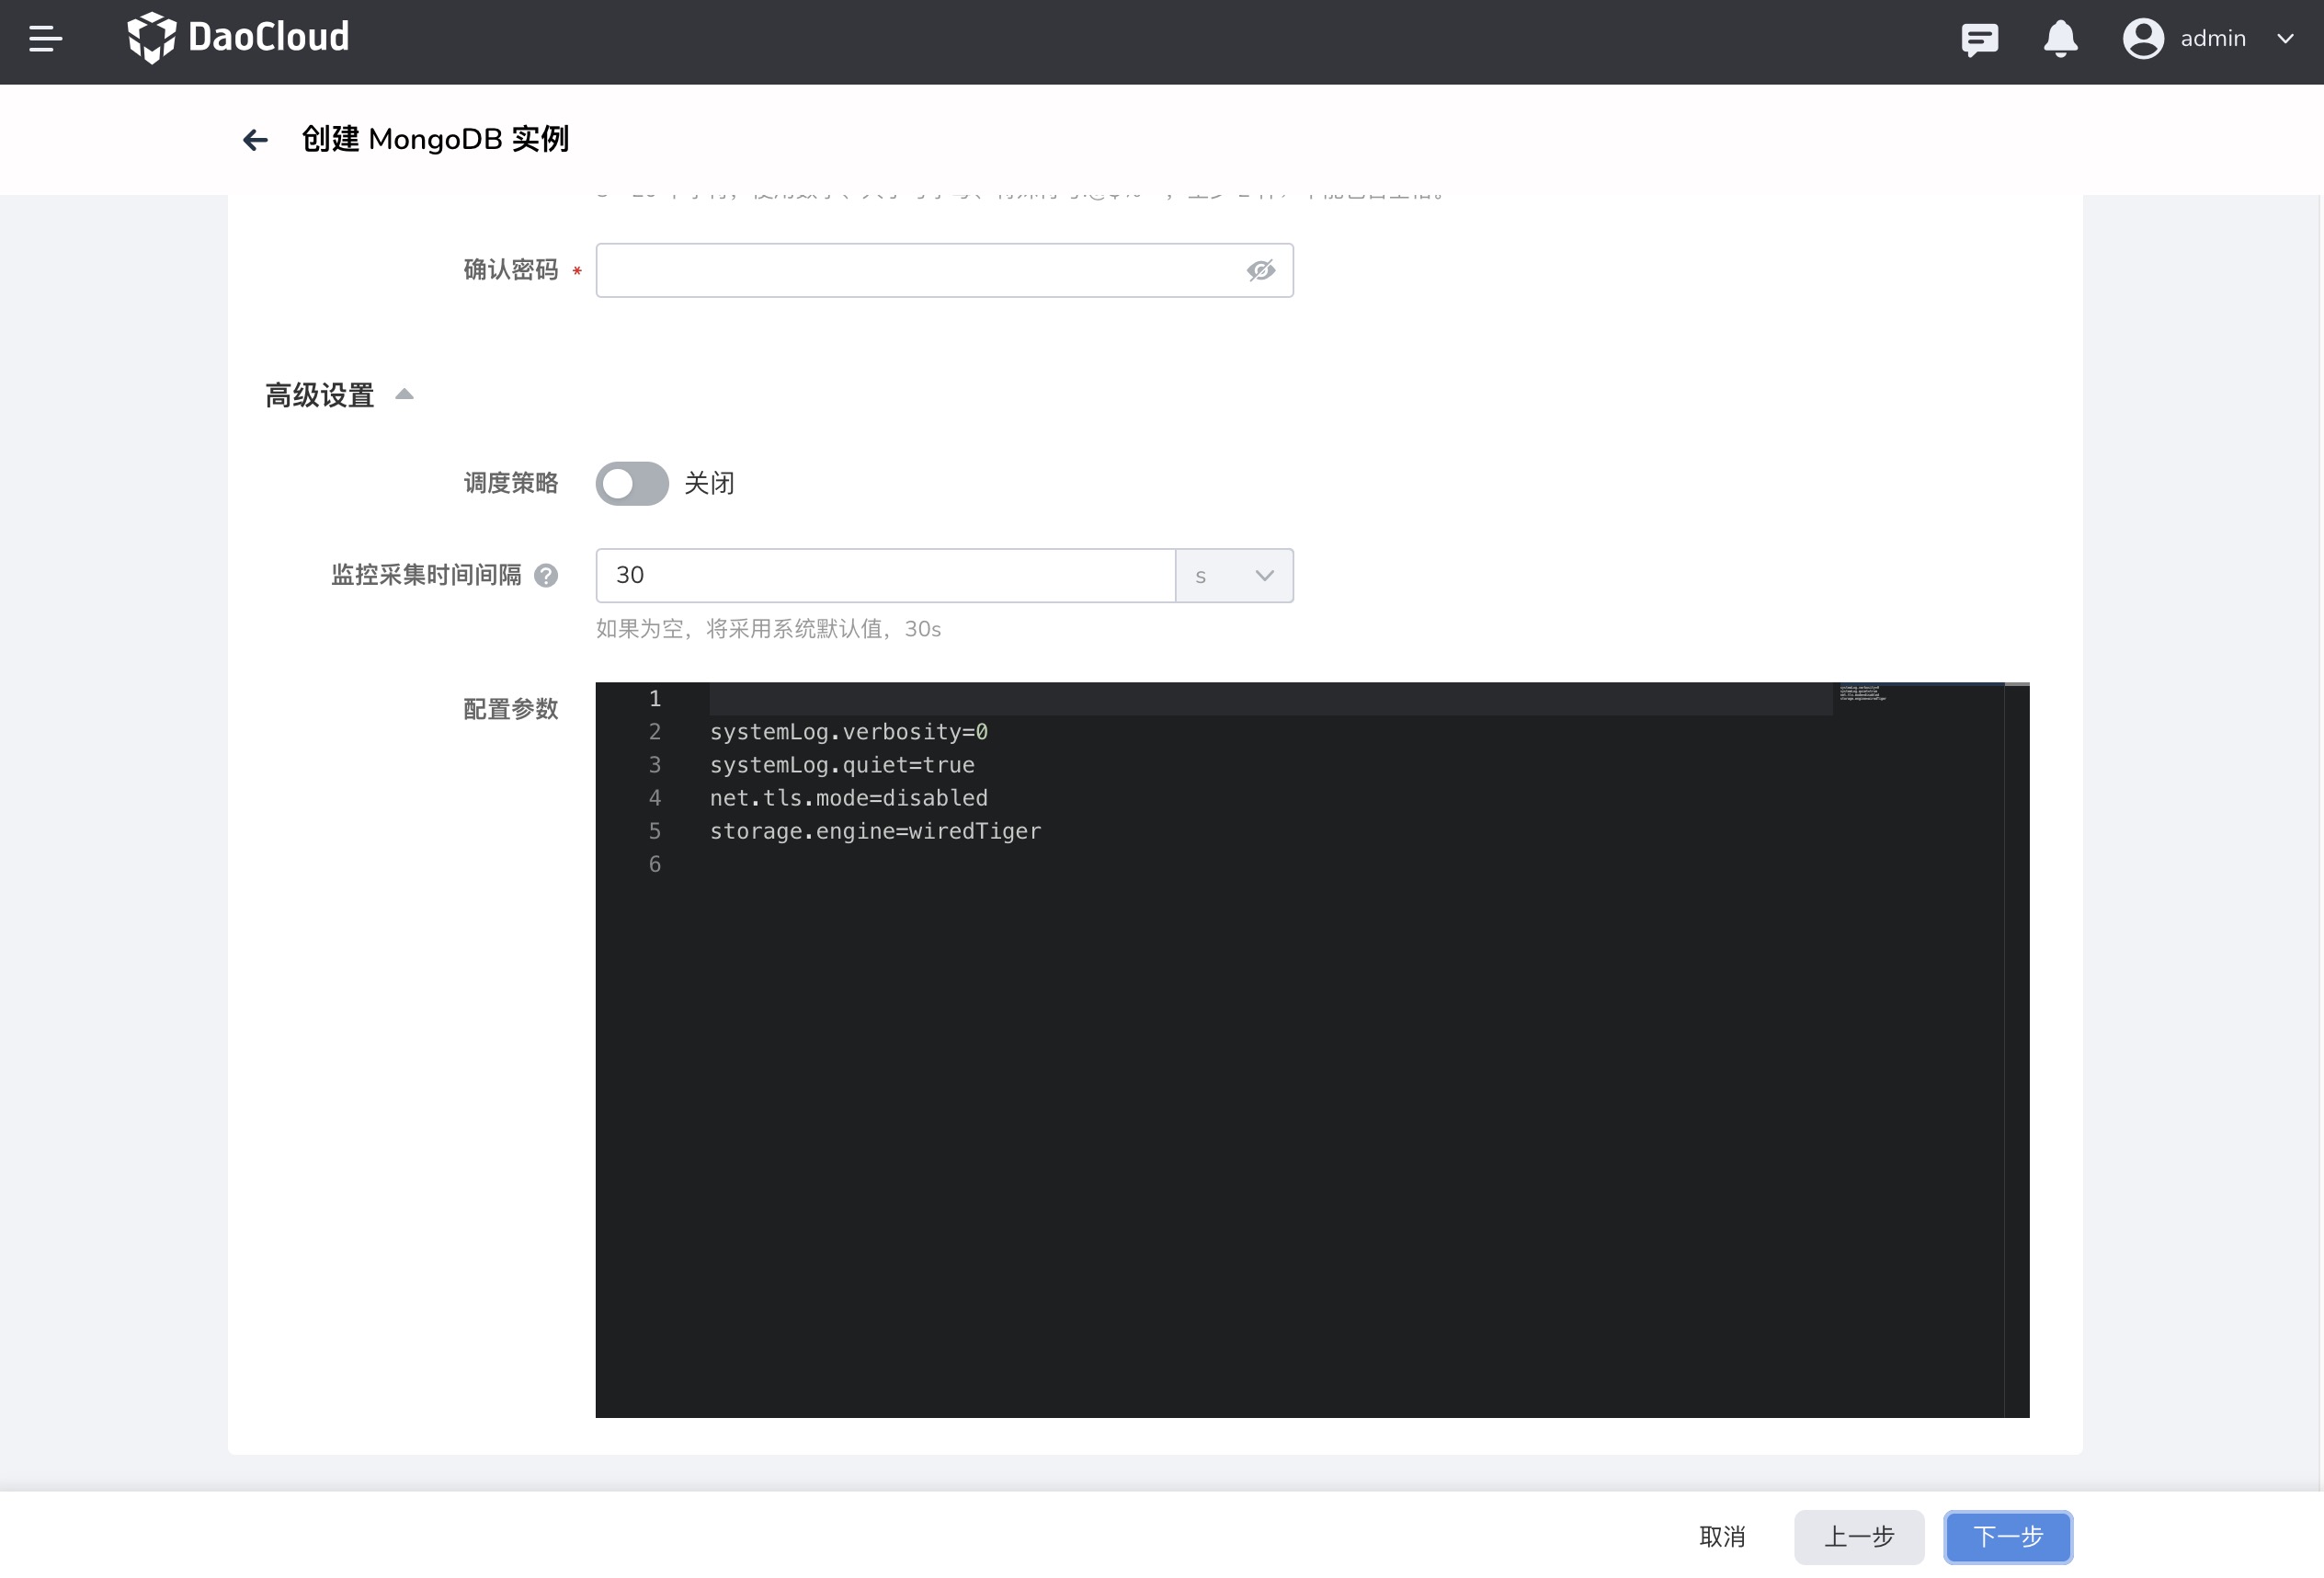 DaoCloud
admin
创建 MongoDB 实例
确认密码 *
高级设置
调度策略 关闭
监控采集时间间隔 ? 30 s
如果为空，将采用系统默认值，30s
配置参数
1
2 systemLog.verbosity=0
3 systemLog.quiet=true
4 net.tls.mode=disabled
5 storage.engine=wiredTiger
6
取消 上一步 下一步